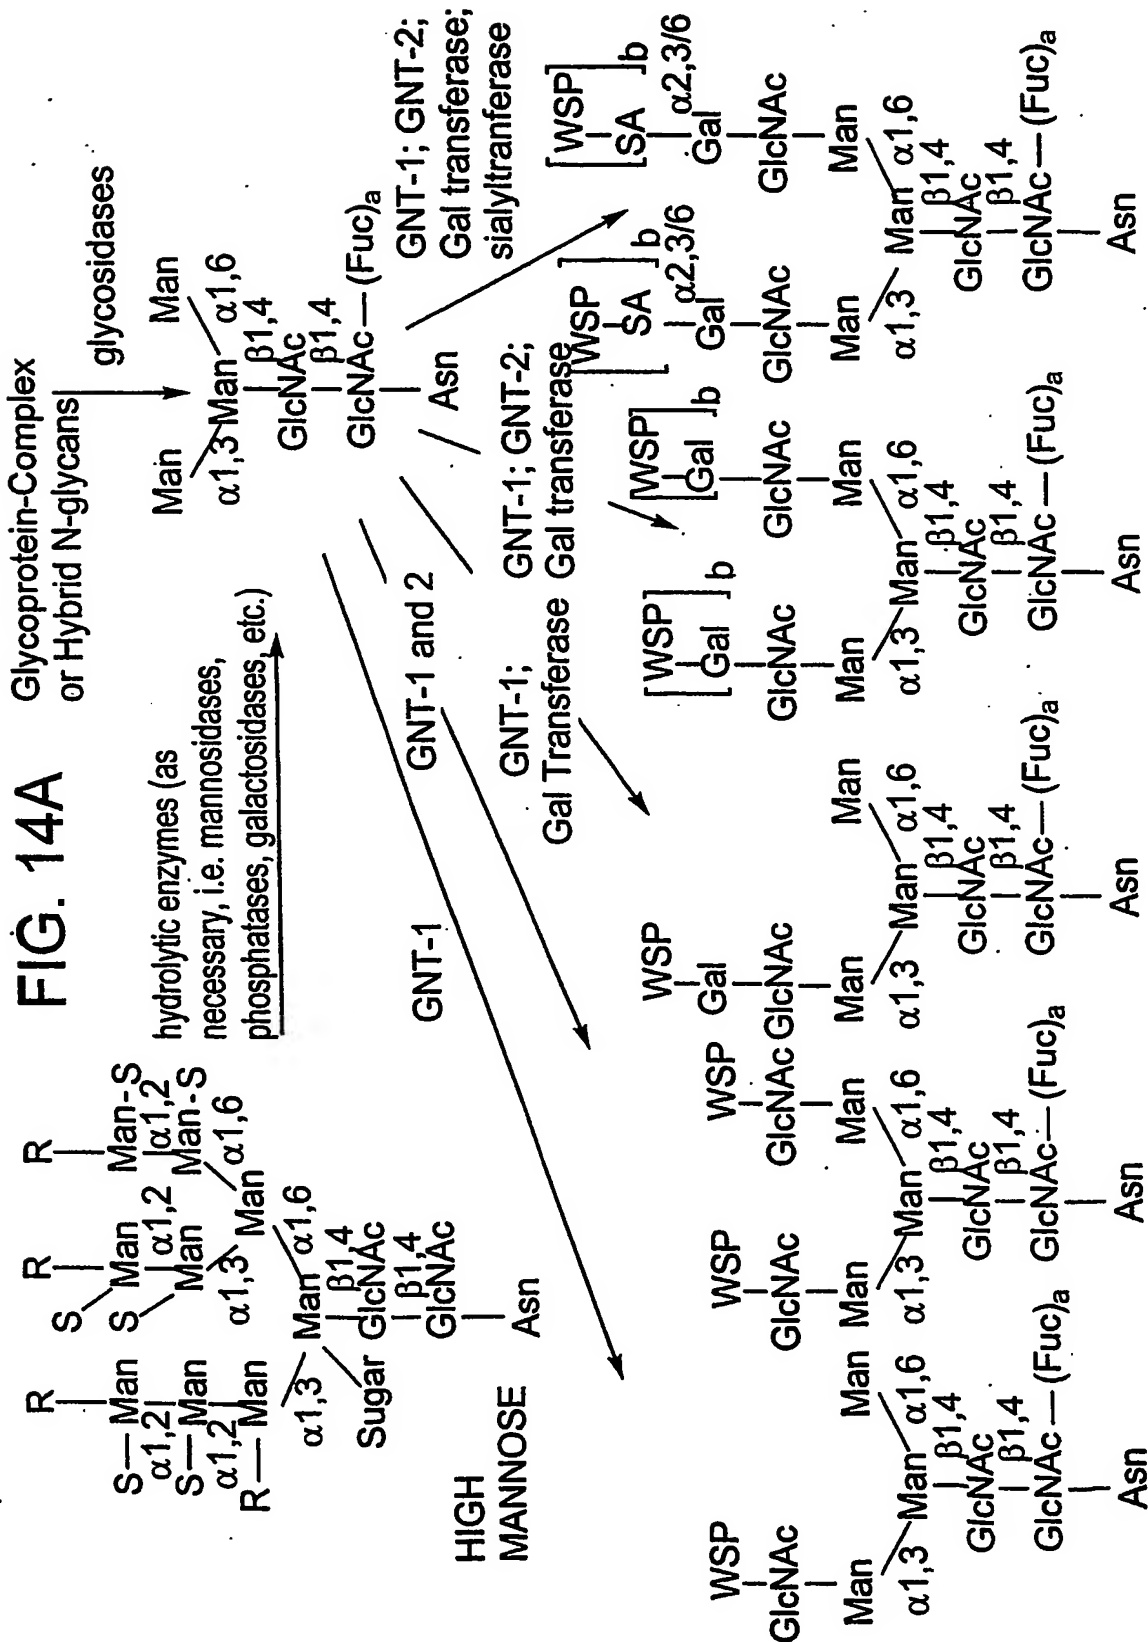 FIG. 14A
Glycoprotein-Complex
or Hybrid N-glycans
glycosidases
hydrolytic enzymes (as
necessary, i.e. mannosidases,
phosphatases, galactosidases, etc.)
R
R
R
S—Man
α1,2
S—Man
α1,2
R—Man
α1,3
S
Man
α1,2
S
Man
α1,3
Man-S
α1,2
Man-S
α1,6
Man
α1,6
Man
Sugar
β1,4
GlcNAc
β1,4
GlcNAc
Asn
HIGH
MANNOSE
Man
Man
α1,3
Man
α1,6
β1,4
GlcNAc
β1,4
GlcNAc—(Fuc)a
Asn
GNT-1
GNT-1 and 2
GNT-1;
Gal Transferase
GNT-1; GNT-2;
Gal transferase
GNT-1; GNT-2;
Gal transferase;
sialyltranferase
WSP
GlcNAc
Man
Man
α1,3
Man
α1,6
β1,4
GlcNAc
β1,4
GlcNAc—(Fuc)a
Asn
WSP
WSP
GlcNAc
GlcNAc
Man
Man
α1,3
Man
α1,6
β1,4
GlcNAc
β1,4
GlcNAc—(Fuc)a
Asn
WSP
Gal
GlcNAc
Man
Man
α1,3
Man
α1,6
β1,4
GlcNAc
β1,4
GlcNAc—(Fuc)a
Asn
[WSP]b
[WSP]b
Gal
Gal
GlcNAc
GlcNAc
Man
Man
α1,3
Man
α1,6
β1,4
GlcNAc
β1,4
GlcNAc—(Fuc)a
Asn
[WSP]b
[WSP]b
SA
SA
α2,3/6
α2,3/6
Gal
Gal
GlcNAc
GlcNAc
Man
Man
α1,3
Man
α1,6
β1,4
GlcNAc
β1,4
GlcNAc—(Fuc)a
Asn